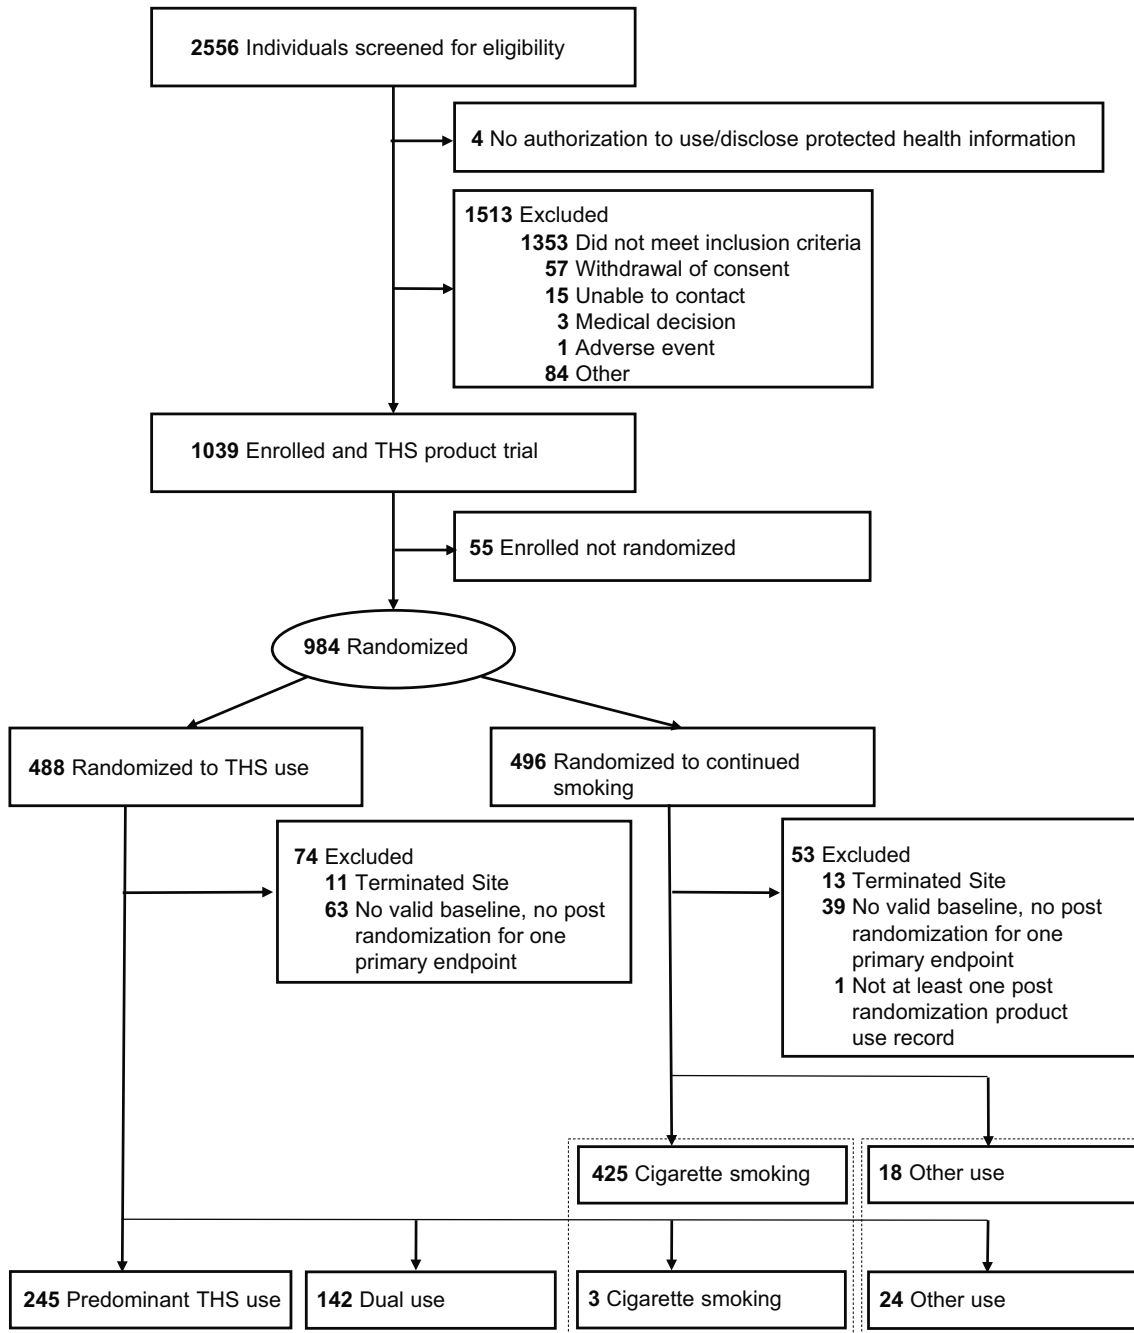 2556 Individuals screened for eligibility
4 No authorization to use/disclose protected health information
1513 Excluded
1353 Did not meet inclusion criteria
57 Withdrawal of consent
15 Unable to contact
3 Medical decision
1 Adverse event
84 Other
1039 Enrolled and THS product trial
55 Enrolled not randomized
984 Randomized
488 Randomized to THS use
496 Randomized to continued
smoking
74 Excluded
11 Terminated Site
63 No valid baseline, no post
randomization for one
primary endpoint
53 Excluded
13 Terminated Site
39 No valid baseline, no post
randomization for one
primary endpoint
1 Not at least one post
randomization product
use record
425 Cigarette smoking
18 Other use
245 Predominant THS use
142 Dual use
3 Cigarette smoking
24 Other use